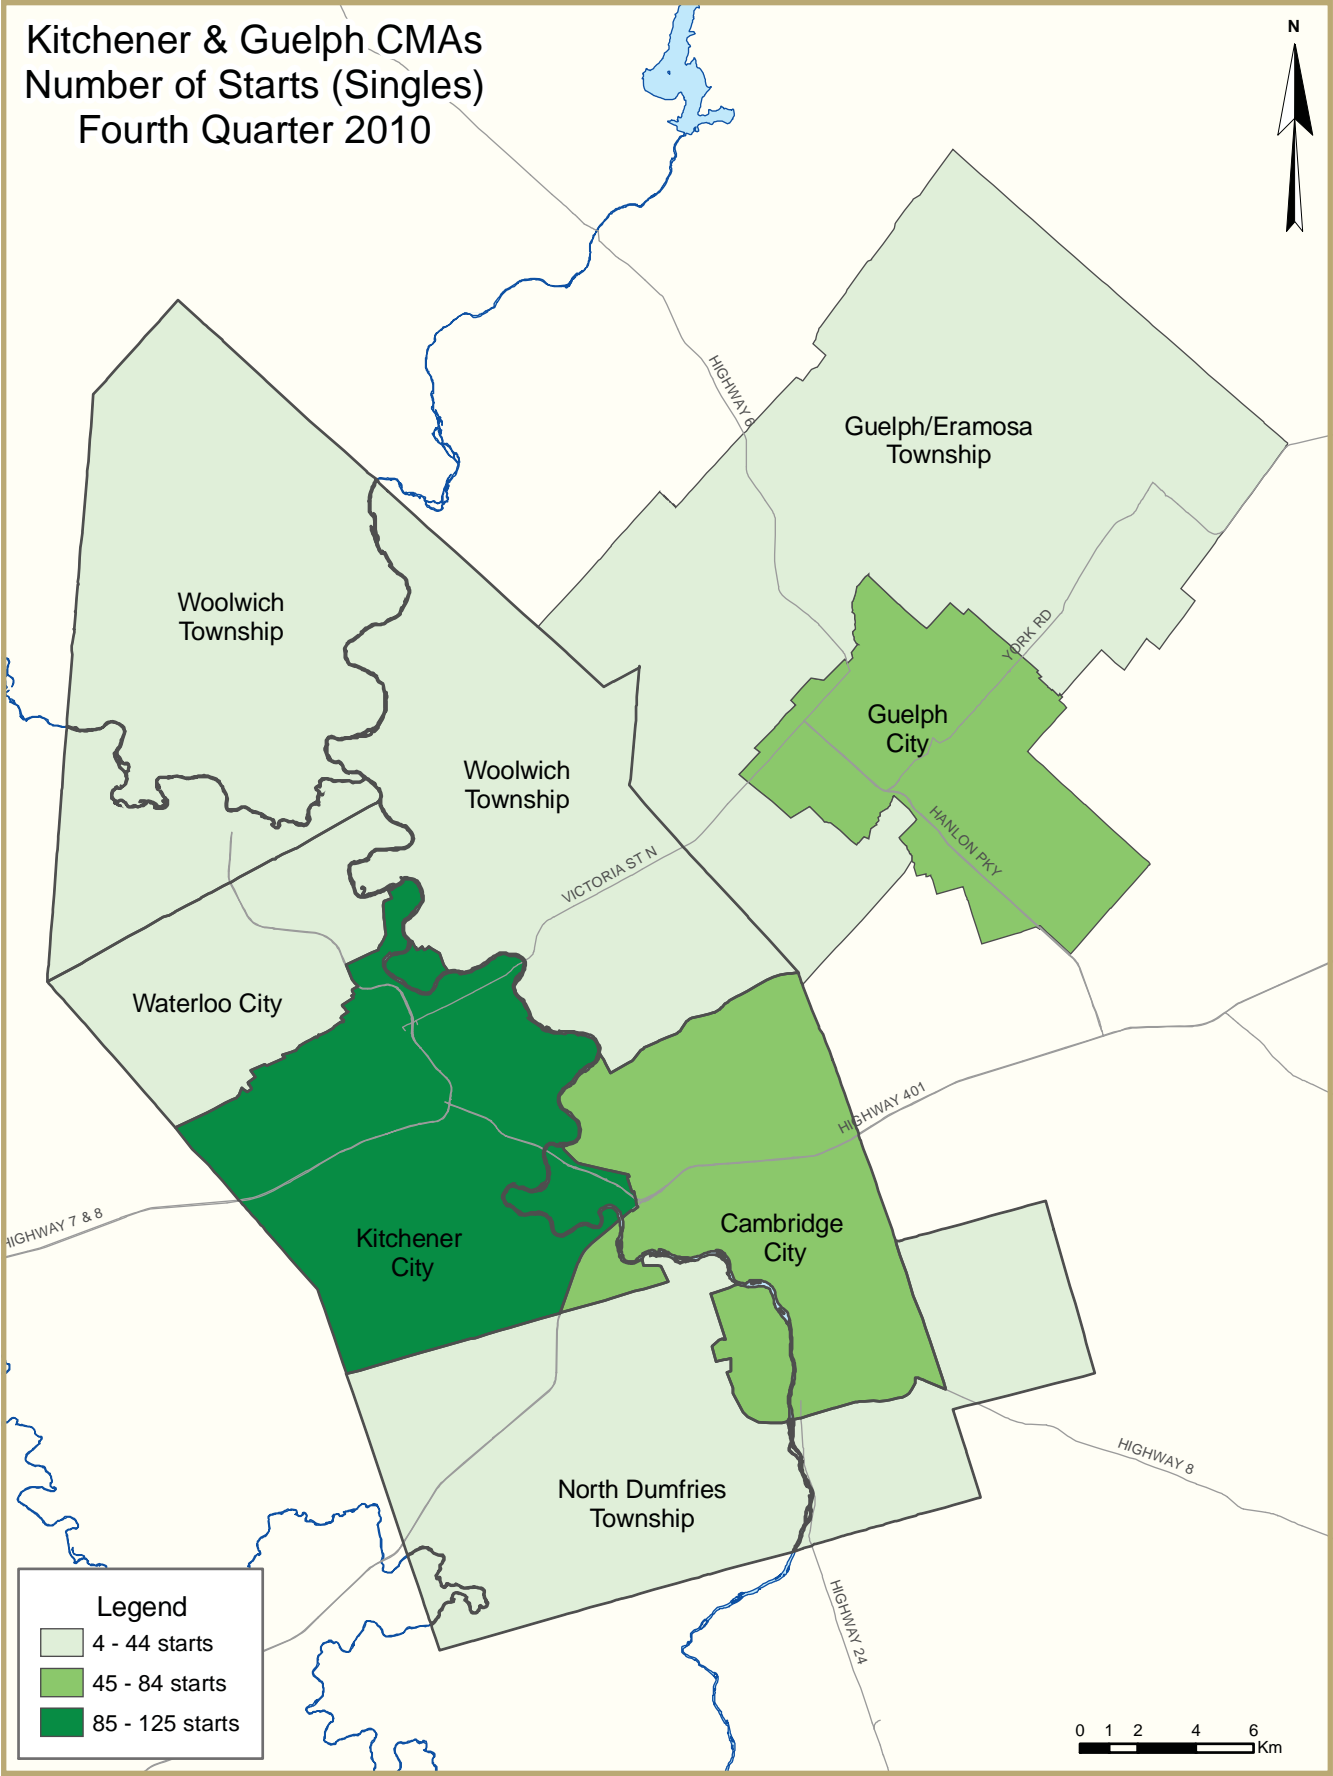 Kitchener & Guelph CMAs
Number of Starts (Singles)
Fourth Quarter 2010
N
HIGHWAY 6
Guelph/Eramosa
Township
Woolwich
Township
YORK RD
Guelph
City
Woolwich
Township
HANLON PKY
VICTORIA ST N
Waterloo City
HIGHWAY 401
HIGHWAY 7 & 8
Kitchener
City
Cambridge
City
HIGHWAY 8
North Dumfries
Township
HIGHWAY 24
Legend
4 - 44 starts
45 - 84 starts
85 - 125 starts
0 1 2 4 6
Km